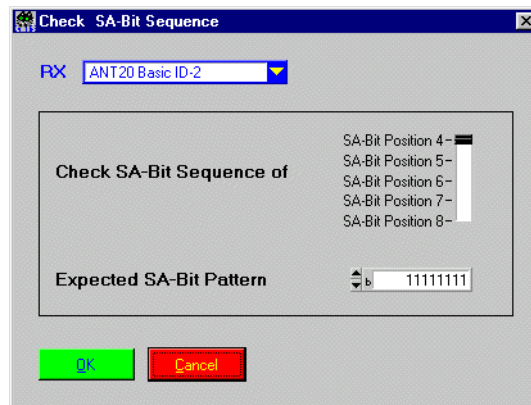 Check SA-Bit Sequence
RX ANT20 Basic ID-2
SA-Bit Position 4
SA-Bit Position 5
Check SA-Bit Sequence of
SA-Bit Position 6
SA-Bit Position 7
SA-Bit Position 8
Expected SA-Bit Pattern b 11111111
OK Cancel